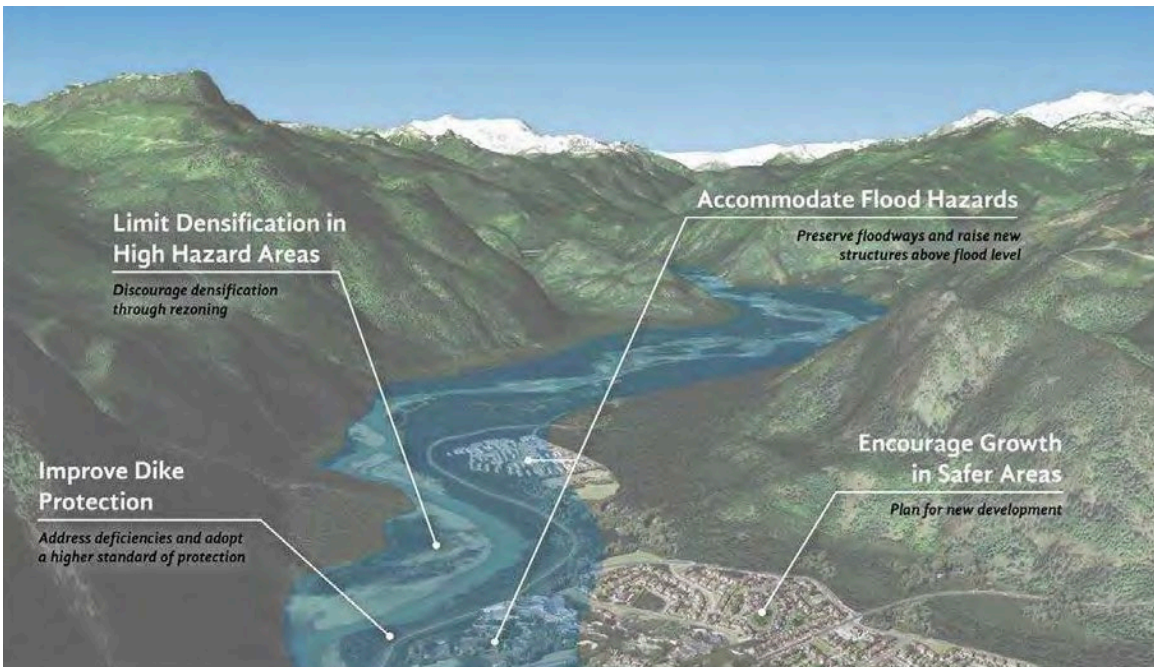 Limit Densification in
High Hazard Areas
Discourage densification
through rezoning
Accommodate Flood Hazards
Preserve floodways and raise new
structures above flood level
Improve Dike
Protection
Address deficiencies and adopt
a higher standard of protection
Encourage Growth
in Safer Areas
Plan for new development